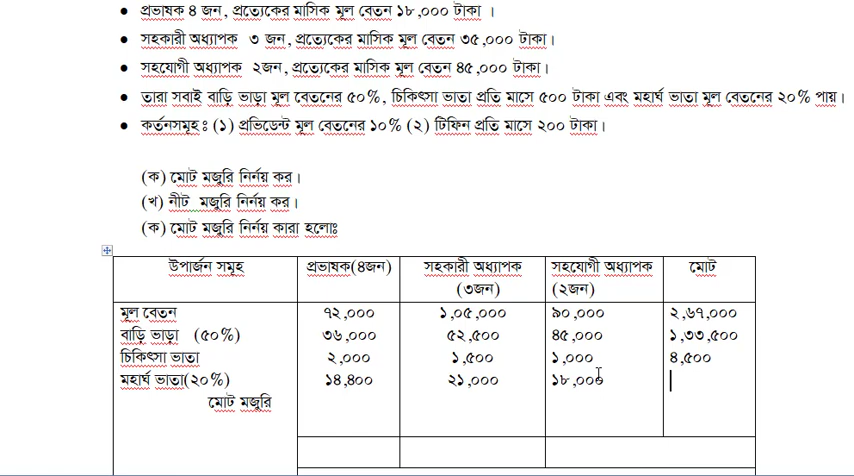 • প্রভাষক ৪ জন, প্রত্যেকের মাসিক মূল বেতন ১৮,০০০ টাকা ।
• সহকারী অধ্যাপক ৩ জন, প্রত্যেকের মাসিক মূল বেতন ৩৫,০০০ টাকা।
• সহযোগী অধ্যাপক ২জন, প্রত্যেকের মাসিক মূল বেতন ৪৫,০০০ টাকা।
• তারা সবাই বাড়ি ভাড়া মূল বেতনের ৫০%, চিকিৎসা ভাতা প্রতি মাসে ৫০০ টাকা এবং মহার্ঘ ভাতা মূল বেতনের ২০% পায়।
• কর্তনসমূহঃ (১) প্রভিডেন্ট মূল বেতনের ১০% (২) টিফিন প্রতি মাসে ২০০ টাকা।
(ক) মোট মজুরি নির্নয় কর।
(খ) নীট মজুরি নির্নয় কর।
(ক) মোট মজুরি নির্নয় কারা হলোঃ
উপার্জন সমূহ প্রভাষক(৪জন) সহকারী অধ্যাপক সহযোগী অধ্যাপক মোট
(৩জন) (২জন)
মূল বেতন ৭২,০০০ ১,০৫,০০০ ৯০,০০০ ২,৬৭,০০০
বাড়ি ভাড়া (৫০%) ৩৬,০০০ ৫২,৫০০ ৪৫,০০০ ১,৩৩,৫০০
চিকিৎসা ভাতা ২,০০০ ১,৫০০ ১,০০০ ৪,৫০০
মহার্ঘ ভাতা(২০%) ১৪,৪০০ ২১,০০০ ১৮,০০০
মোট মজুরি